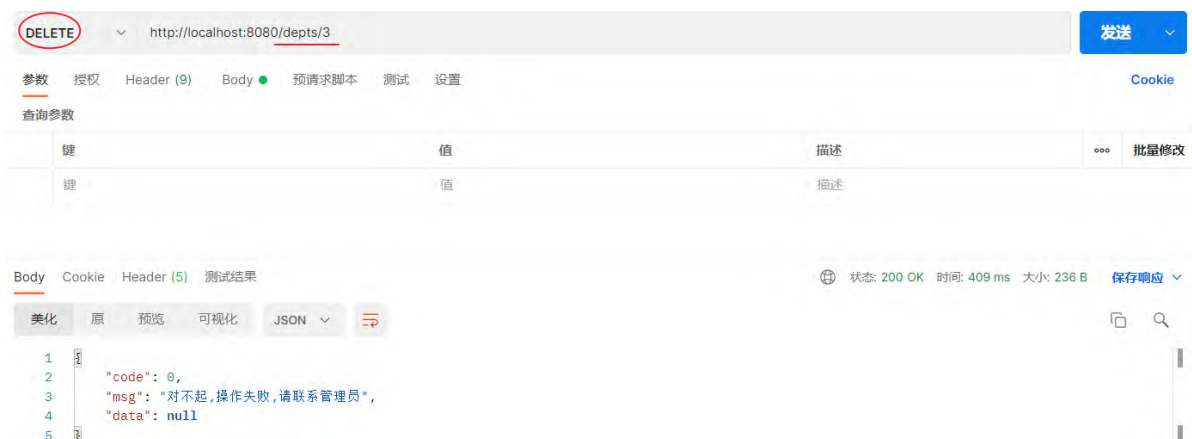 DELETE http://localhost:8080/depts/3 发送
参数 授权 Header (9) Body 预请求脚本 测试 设置 Cookie
查询参数
键 值 描述 ooo 批量修改
键 值 描述
Body Cookie Header (5) 测试结果 状态: 200 OK 时间: 409 ms 大小: 236 B 保存响应
美化 原 预览 可视化 JSON
1 {
2 "code": 0,
3 "msg": "对不起,操作失败,请联系管理员",
4 "data": null
5 }